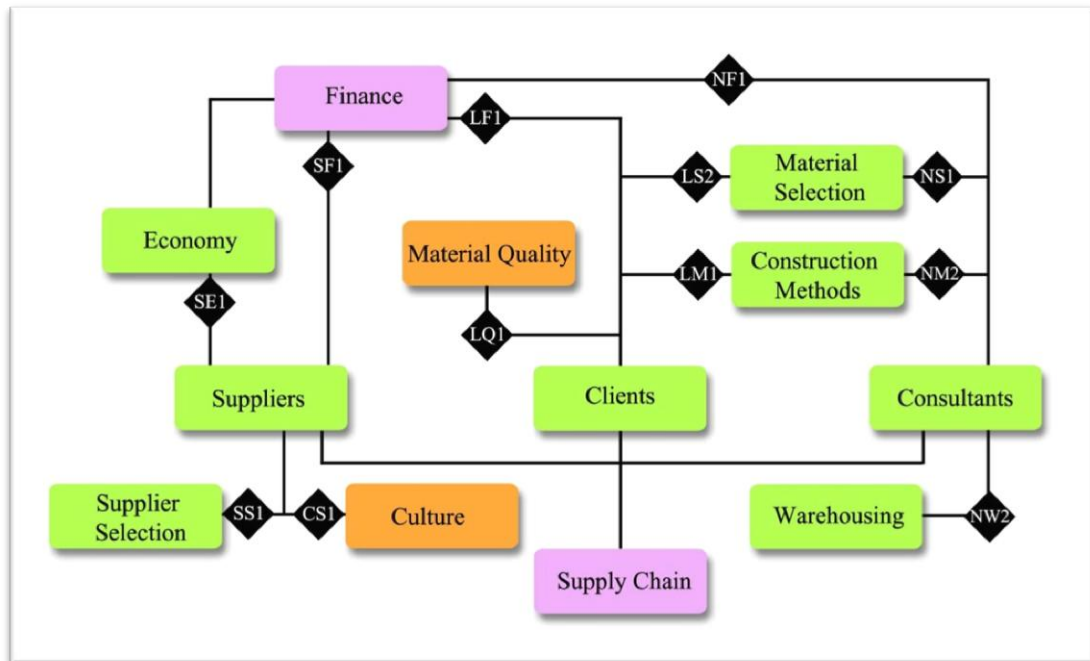 NF1
Finance
LF1
SF1
LS2
Material
Selection
NS1
Economy
Material Quality
LM1
Construction
Methods
NM2
SE1
LQ1
Suppliers
Clients
Consultants
Supplier
Selection
SS1
CS1
Culture
Warehousing
NW2
Supply Chain